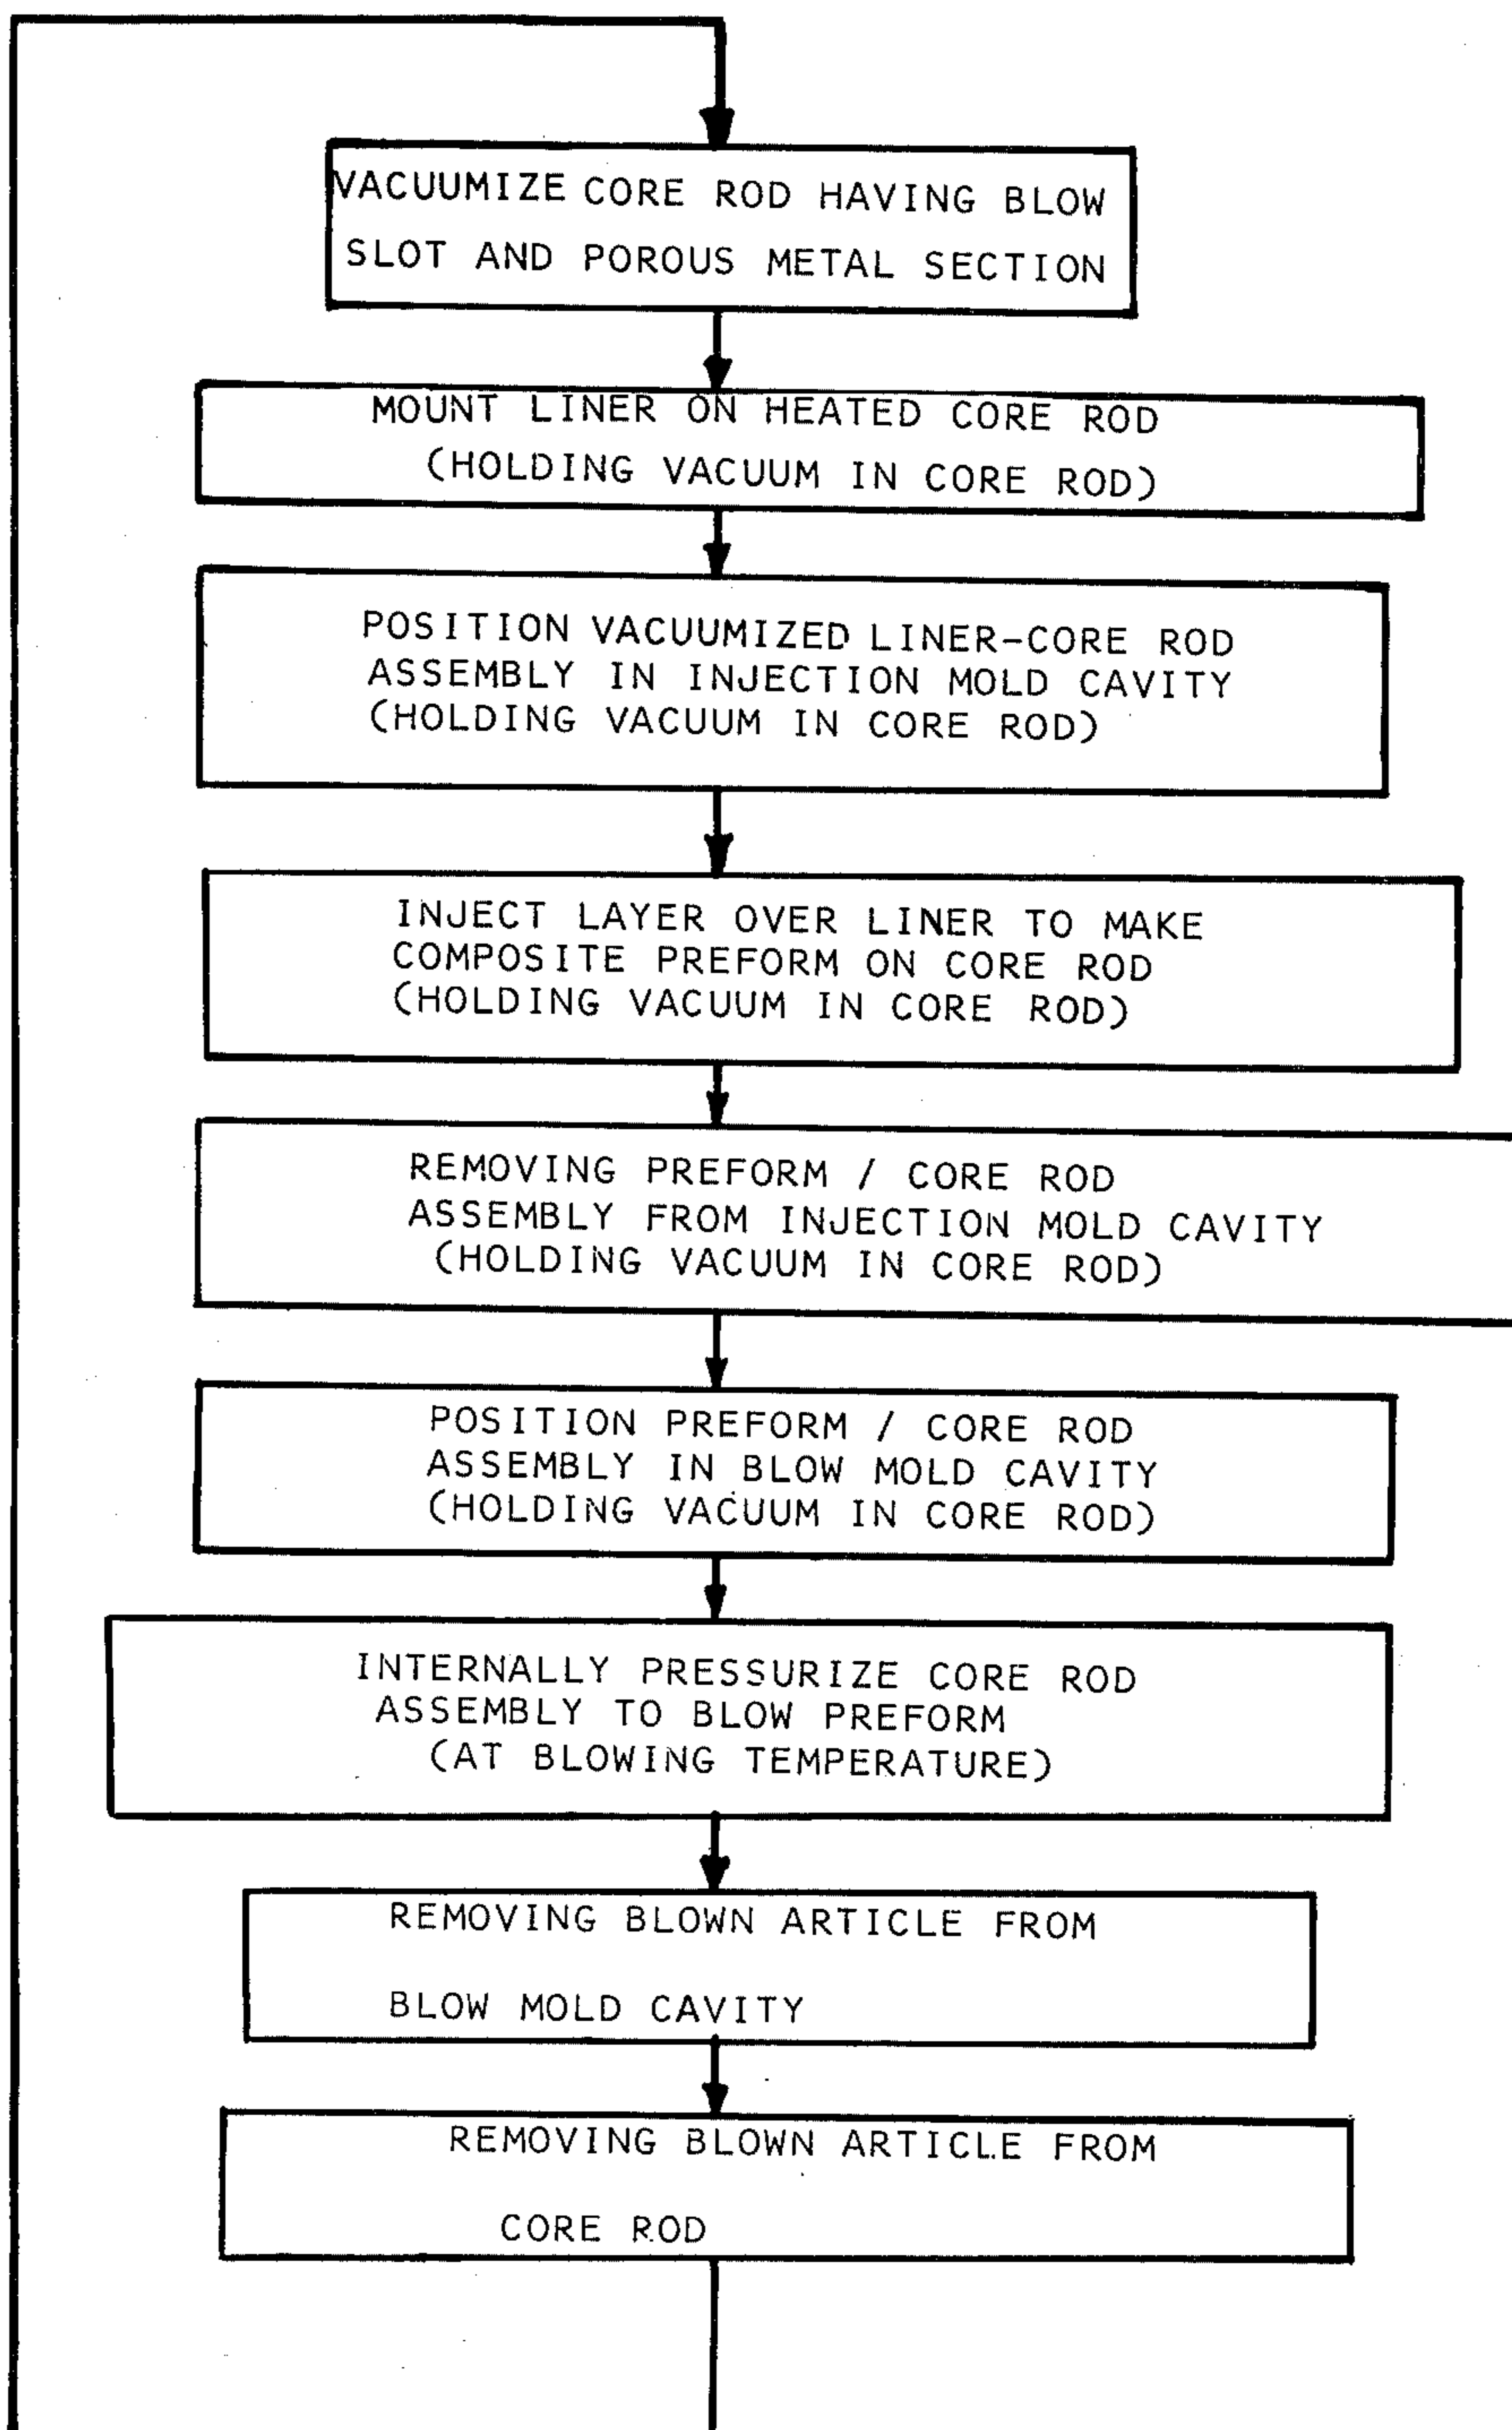 VACUUMIZE CORE ROD HAVING BLOW
SLOT AND POROUS METAL SECTION
MOUNT LINER ON HEATED CORE ROD
(HOLDING VACUUM IN CORE ROD)
POSITION VACUUMIZED LINER-CORE ROD
ASSEMBLY IN INJECTION MOLD CAVITY
(HOLDING VACUUM IN CORE ROD)
INJECT LAYER OVER LINER TO MAKE
COMPOSITE PREFORM ON CORE ROD
(HOLDING VACUUM IN CORE ROD)
REMOVING PREFORM / CORE ROD
ASSEMBLY FROM INJECTION MOLD CAVITY
(HOLDING VACUUM IN CORE ROD)
POSITION PREFORM / CORE ROD
ASSEMBLY IN BLOW MOLD CAVITY
(HOLDING VACUUM IN CORE ROD)
INTERNALLY PRESSURIZE CORE ROD
ASSEMBLY TO BLOW PREFORM
(AT BLOWING TEMPERATURE)
REMOVING BLOWN ARTICLE FROM
BLOW MOLD CAVITY
REMOVING BLOWN ARTICLE FROM
CORE ROD